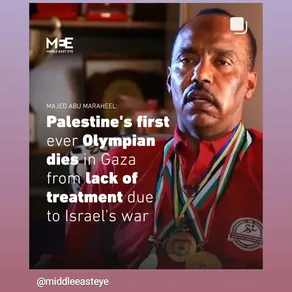 MEE
MIDDLE EAST EYE
MAJED ABU MARAHEEL:
Palestine's first
ever Olympian
dies in Gaza
from lack of
treatment due
to Israel's war
@middleeasteye